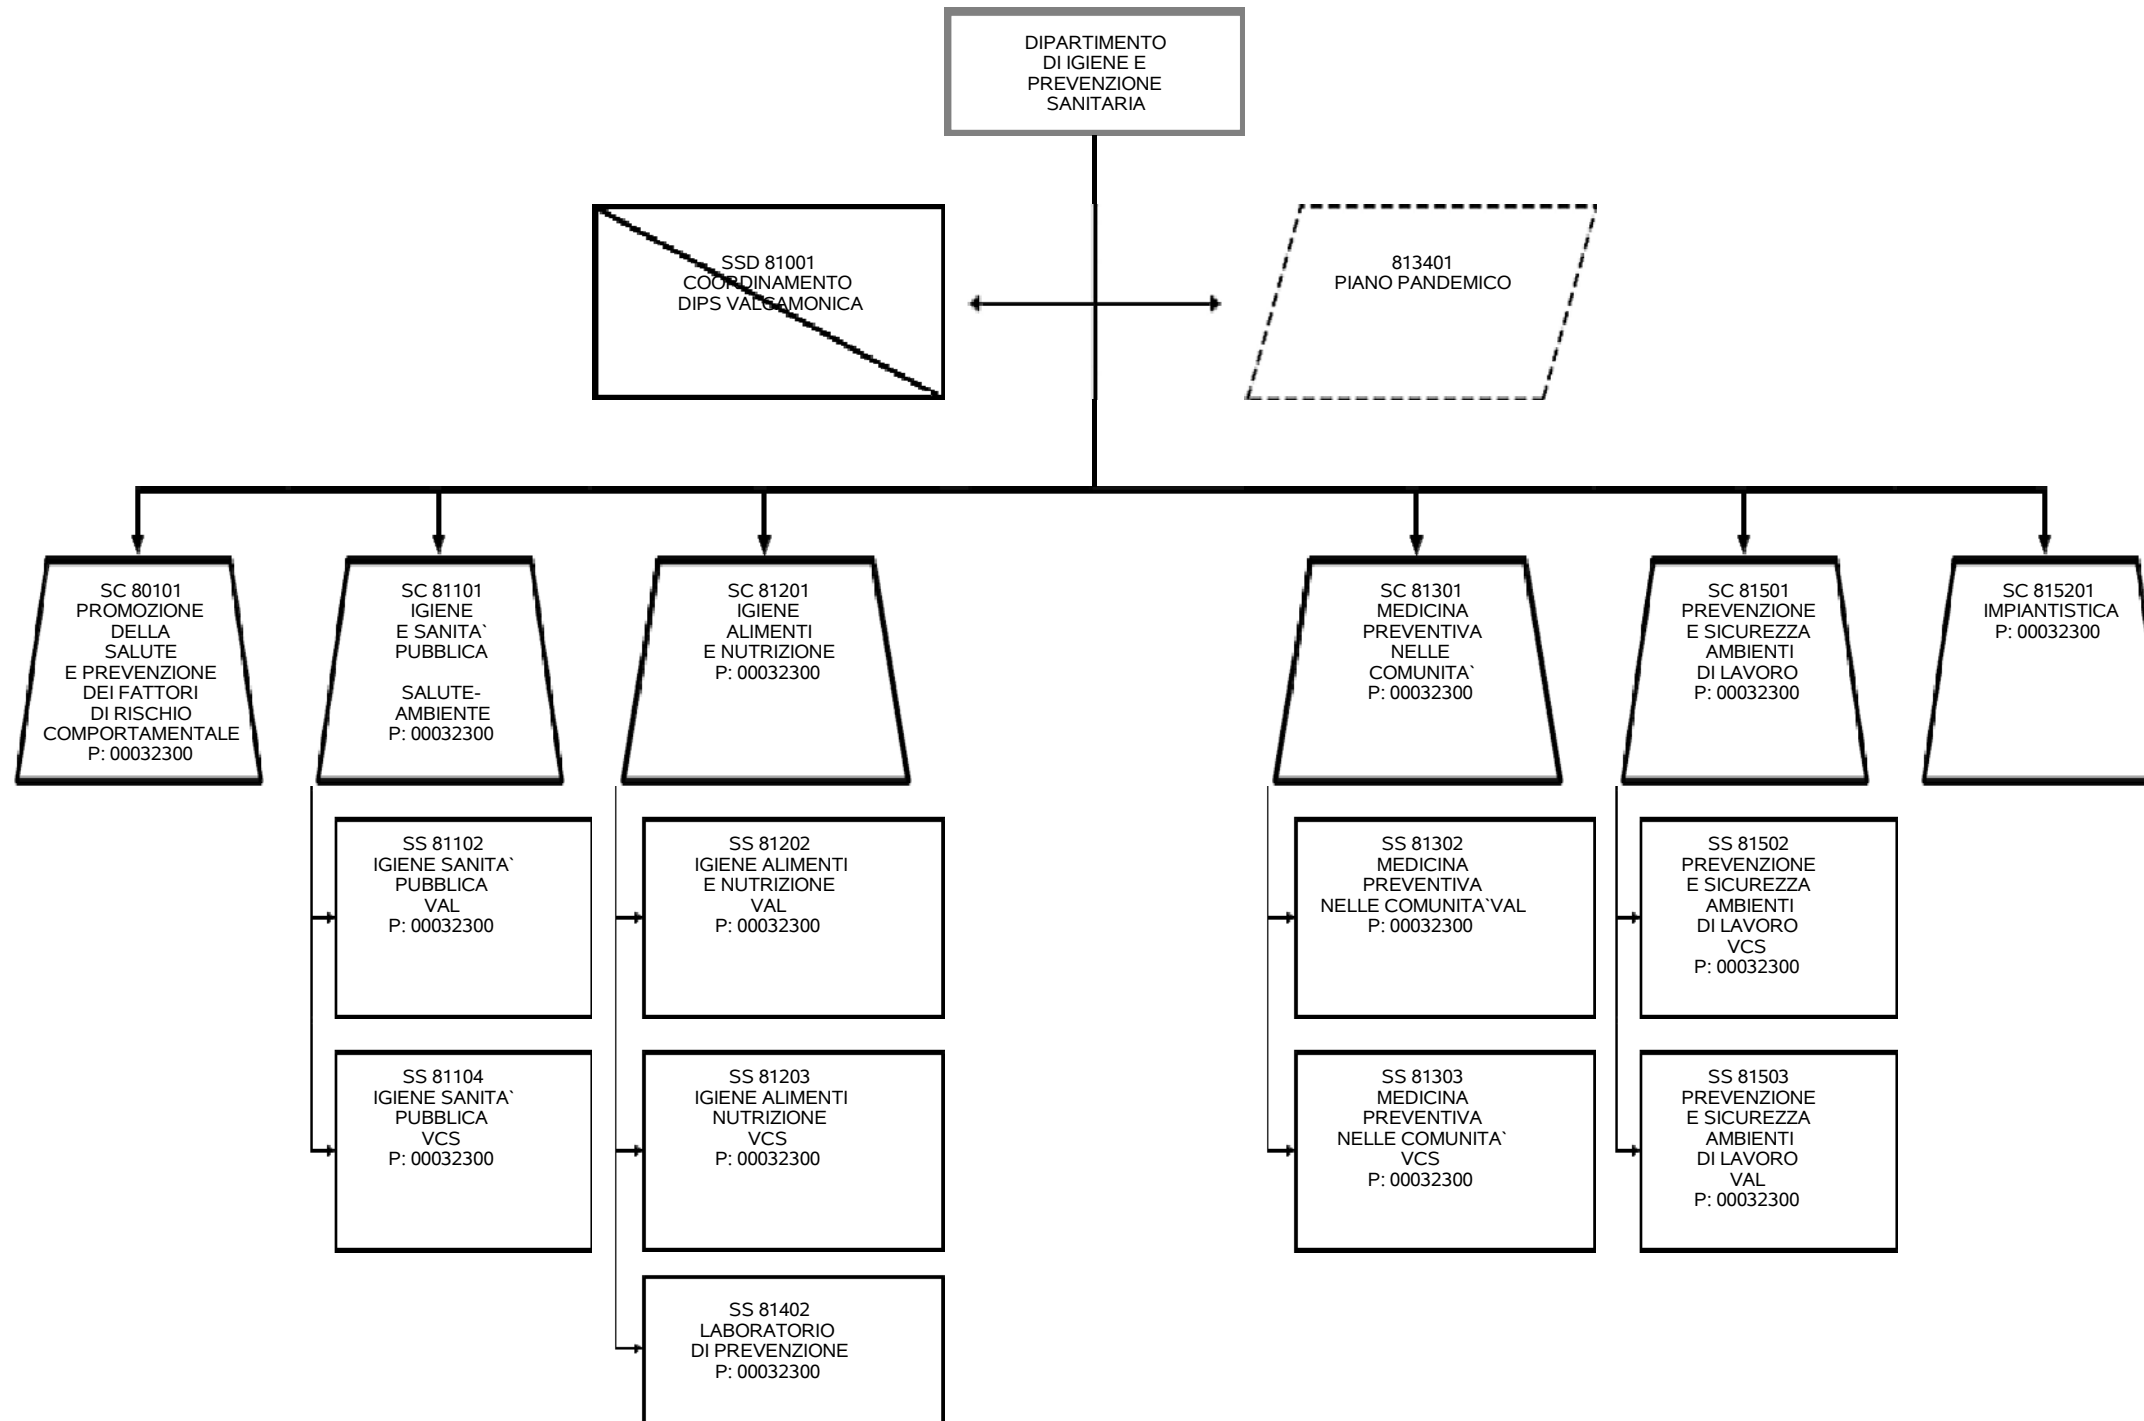 DIPARTIMENTO
DI IGIENE E
PREVENZIONE
SANITARIA
SSD 81001
COORDINAMENTO
DIPS VALCAMONICA
813401
PIANO PANDEMICO
SC 80101
PROMOZIONE
DELLA
SALUTE
E PREVENZIONE
DEI FATTORI
DI RISCHIO
COMPORTAMENTALE
P: 00032300
SC 81101
IGIENE
E SANITA`
PUBBLICA
SALUTE-
AMBIENTE
P: 00032300
SC 81201
IGIENE
ALIMENTI
E NUTRIZIONE
P: 00032300
SC 81301
MEDICINA
PREVENTIVA
NELLE
COMUNITA`
P: 00032300
SC 81501
PREVENZIONE
E SICUREZZA
AMBIENTI
DI LAVORO
P: 00032300
SC 815201
IMPIANTISTICA
P: 00032300
SS 81102
IGIENE SANITA`
PUBBLICA
VAL
P: 00032300
SS 81202
IGIENE ALIMENTI
E NUTRIZIONE
VAL
P: 00032300
SS 81302
MEDICINA
PREVENTIVA
NELLE COMUNITA`VAL
P: 00032300
SS 81502
PREVENZIONE
E SICUREZZA
AMBIENTI
DI LAVORO
VCS
P: 00032300
SS 81104
IGIENE SANITA`
PUBBLICA
VCS
P: 00032300
SS 81203
IGIENE ALIMENTI
NUTRIZIONE
VCS
P: 00032300
SS 81303
MEDICINA
PREVENTIVA
NELLE COMUNITA`
VCS
P: 00032300
SS 81503
PREVENZIONE
E SICUREZZA
AMBIENTI
DI LAVORO
VAL
P: 00032300
SS 81402
LABORATORIO
DI PREVENZIONE
P: 00032300